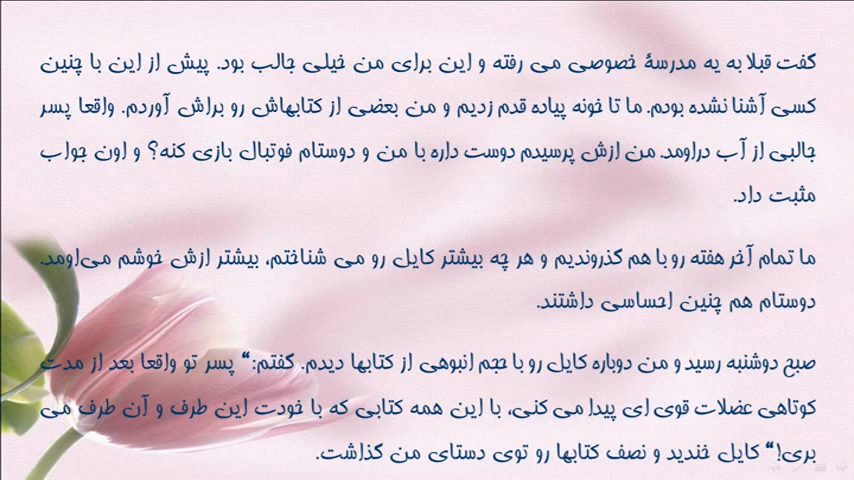 گفت قبلا به یه مدرسۀ خصوصی می رفته و این برای من خیلی جالب بود. پیش از این با چنین
کسی آشنا نشده بودم. ما تا خونه پیاده قدم زدیم و من بعضی از کتابهاش رو براش آوردم. واقعا پسر
جالبی از آب دراومد. من ازش پرسیدم دوست داره با من و دوستام فوتبال بازی کنه؟ و اون جواب
مثبت داد.
ما تمام آخر هفته رو با هم گذروندیم و هر چه بیشتر کایل رو می شناختم، بیشتر ازش خوشم می‌اومد.
دوستام هم چنین احساسی داشتند.
صبح دوشنبه رسید و من دوباره کایل رو با حجم انبوهی از کتابها دیدم. گفتم:“ پسر تو واقعا بعد از مدت
کوتاهی عضلات قوی ای پیدا می کنی، با این همه کتابی که با خودت این طرف و آن طرف می
بری!“ کایل خندید و نصف کتابها رو توی دستای من گذاشت.